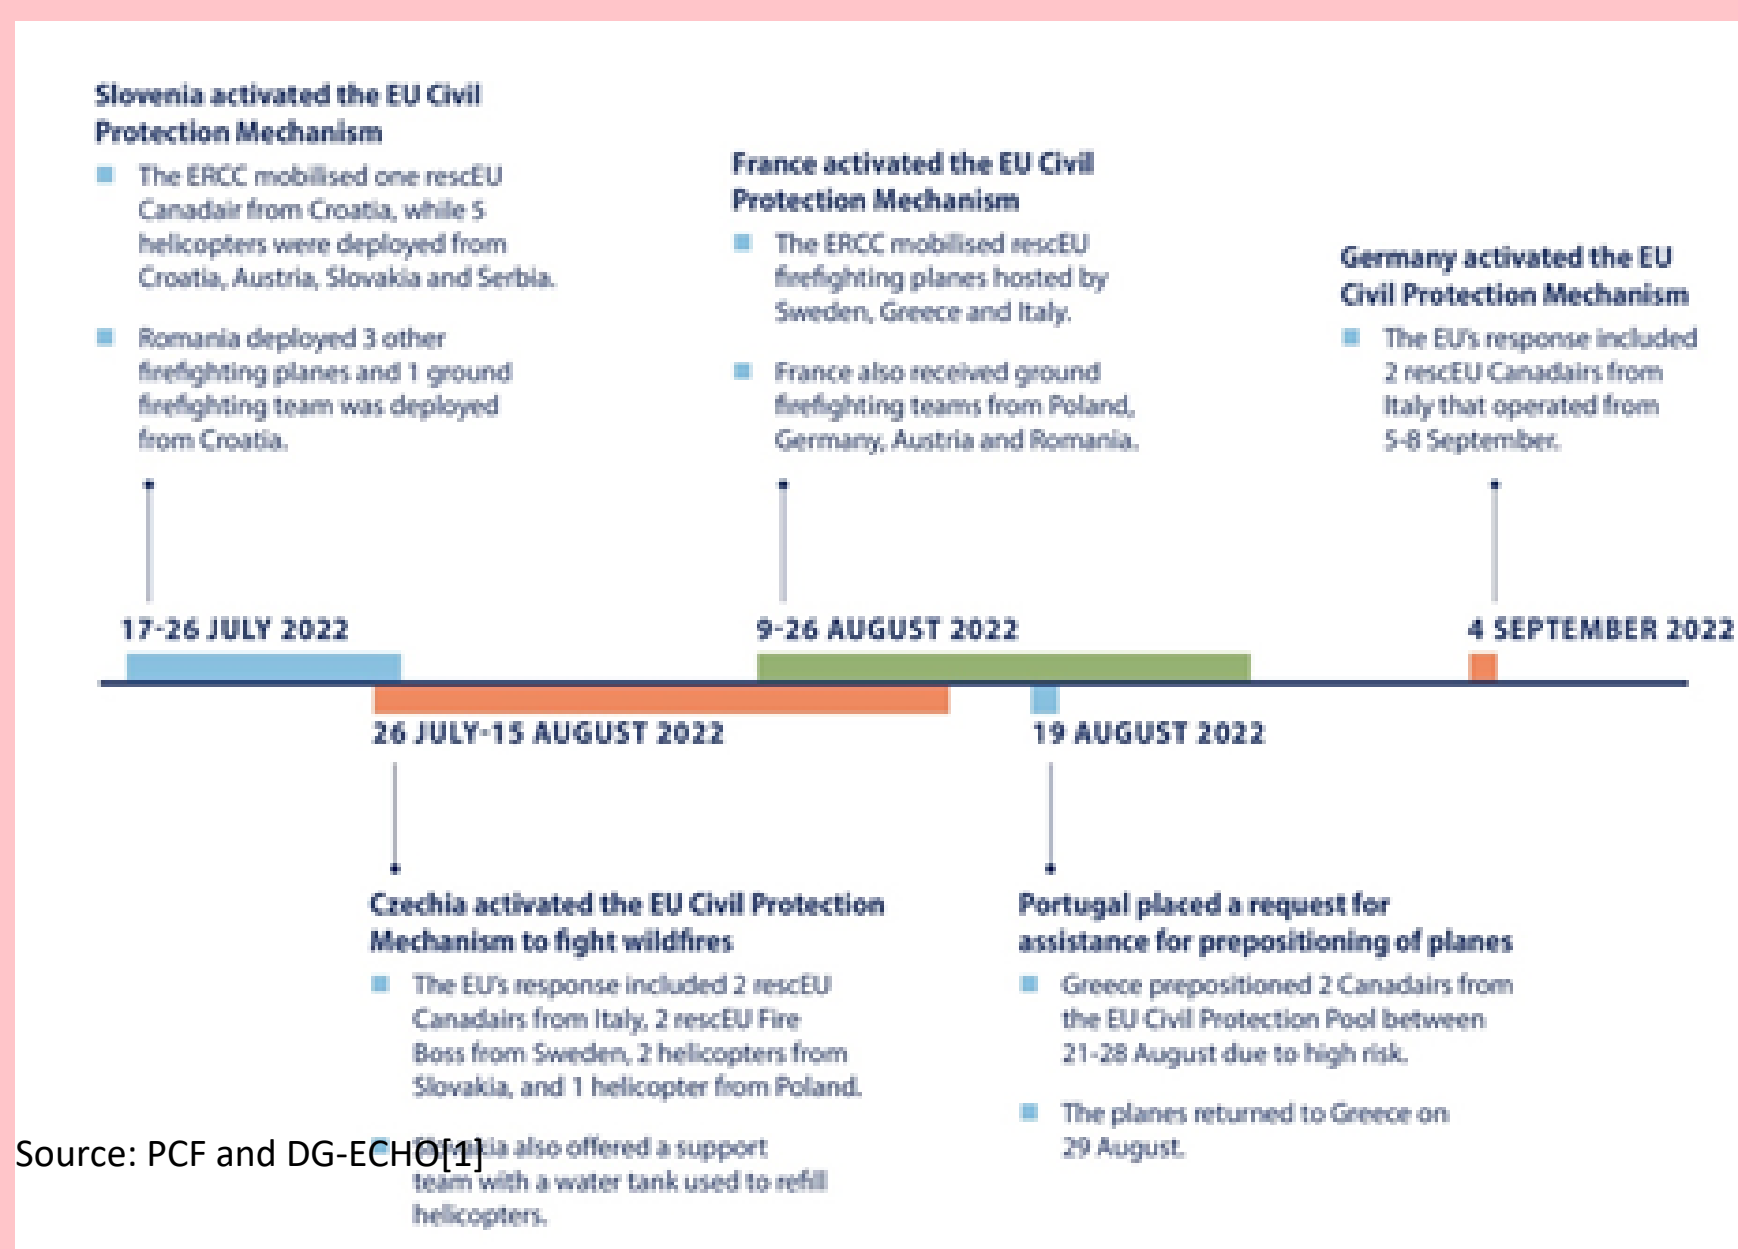 Slovenia activated the EU Civil
Protection Mechanism
The ERCC mobilised one rescEU
Canadair from Croatia, while 5
helicopters were deployed from
Croatia, Austria, Slovakia and Serbia.
Romania deployed 3 other
firefighting planes and 1 ground
firefighting team was deployed
from Croatia.
France activated the EU Civil
Protection Mechanism
The ERCC mobilised rescEU
firefighting planes hosted by
Sweden, Greece and Italy.
France also received ground
firefighting teams from Poland,
Germany, Austria and Romania.
Germany activated the EU
Civil Protection Mechanism
The EU's response included
2 rescEU Canadairs from
Italy that operated from
5-8 September.
17-26 JULY 2022
9-26 AUGUST 2022
4 SEPTEMBER 2022
26 JULY-15 AUGUST 2022
19 AUGUST 2022
Czechia activated the EU Civil Protection
Mechanism to fight wildfires
The EU's response included 2 rescEU
Canadairs from Italy, 2 rescEU Fire
Boss from Sweden, 2 helicopters from
Slovakia, and 1 helicopter from Poland.
Slovakia also offered a support
team with a water tank used to refill
helicopters.
Portugal placed a request for
assistance for prepositioning of planes
Greece prepositioned 2 Canadairs from
the EU Civil Protection Pool between
21-28 August due to high risk.
The planes returned to Greece on
29 August.
Source: PCF and DG-ECHO[1]